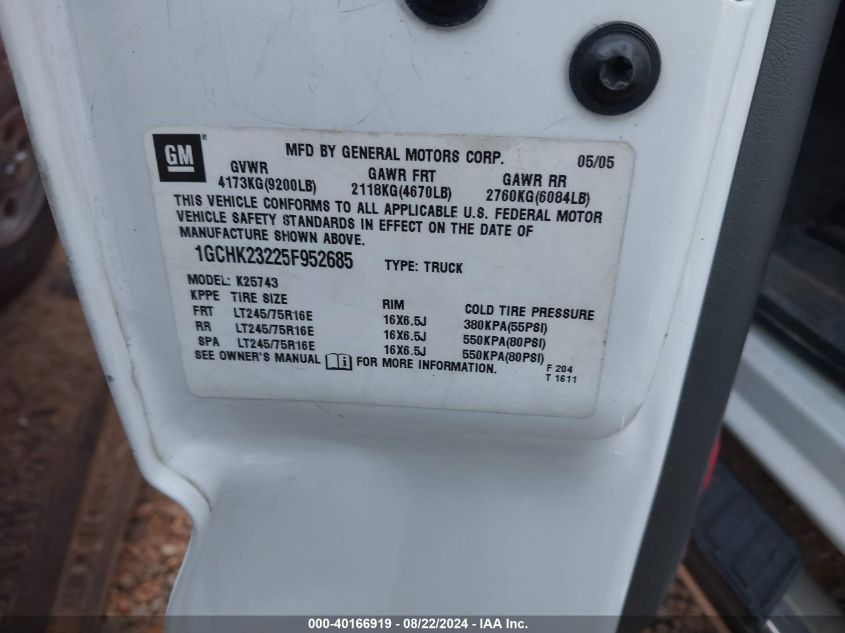 GM
MFD BY GENERAL MOTORS CORP. 05/05
GVWR GAWR FRT GAWR RR
4173KG(9200LB) 2118KG(4670LB) 2760KG(6084LB)
THIS VEHICLE CONFORMS TO ALL APPLICABLE U.S. FEDERAL MOTOR
VEHICLE SAFETY STANDARDS IN EFFECT ON THE DATE OF
MANUFACTURE SHOWN ABOVE.
1GCHK23225F952685 TYPE: TRUCK
MODEL: K25743
KPPE TIRE SIZE RIM COLD TIRE PRESSURE
FRT LT245/75R16E 16X6.5J 380KPA(55PSI)
RR LT245/75R16E 16X6.5J 550KPA(80PSI)
SPA LT245/75R16E 16X6.5J 550KPA(80PSI)
SEE OWNER'S MANUAL FOR MORE INFORMATION. F 204
T 1611
000-40166919 - 08/22/2024 - IAA Inc.